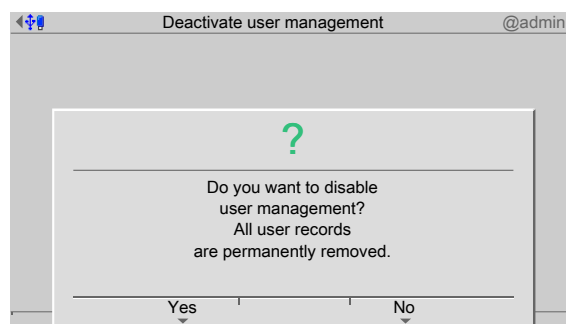 Deactivate user management @admin
?
Do you want to disable
user management?
All user records
are permanently removed.
Yes No